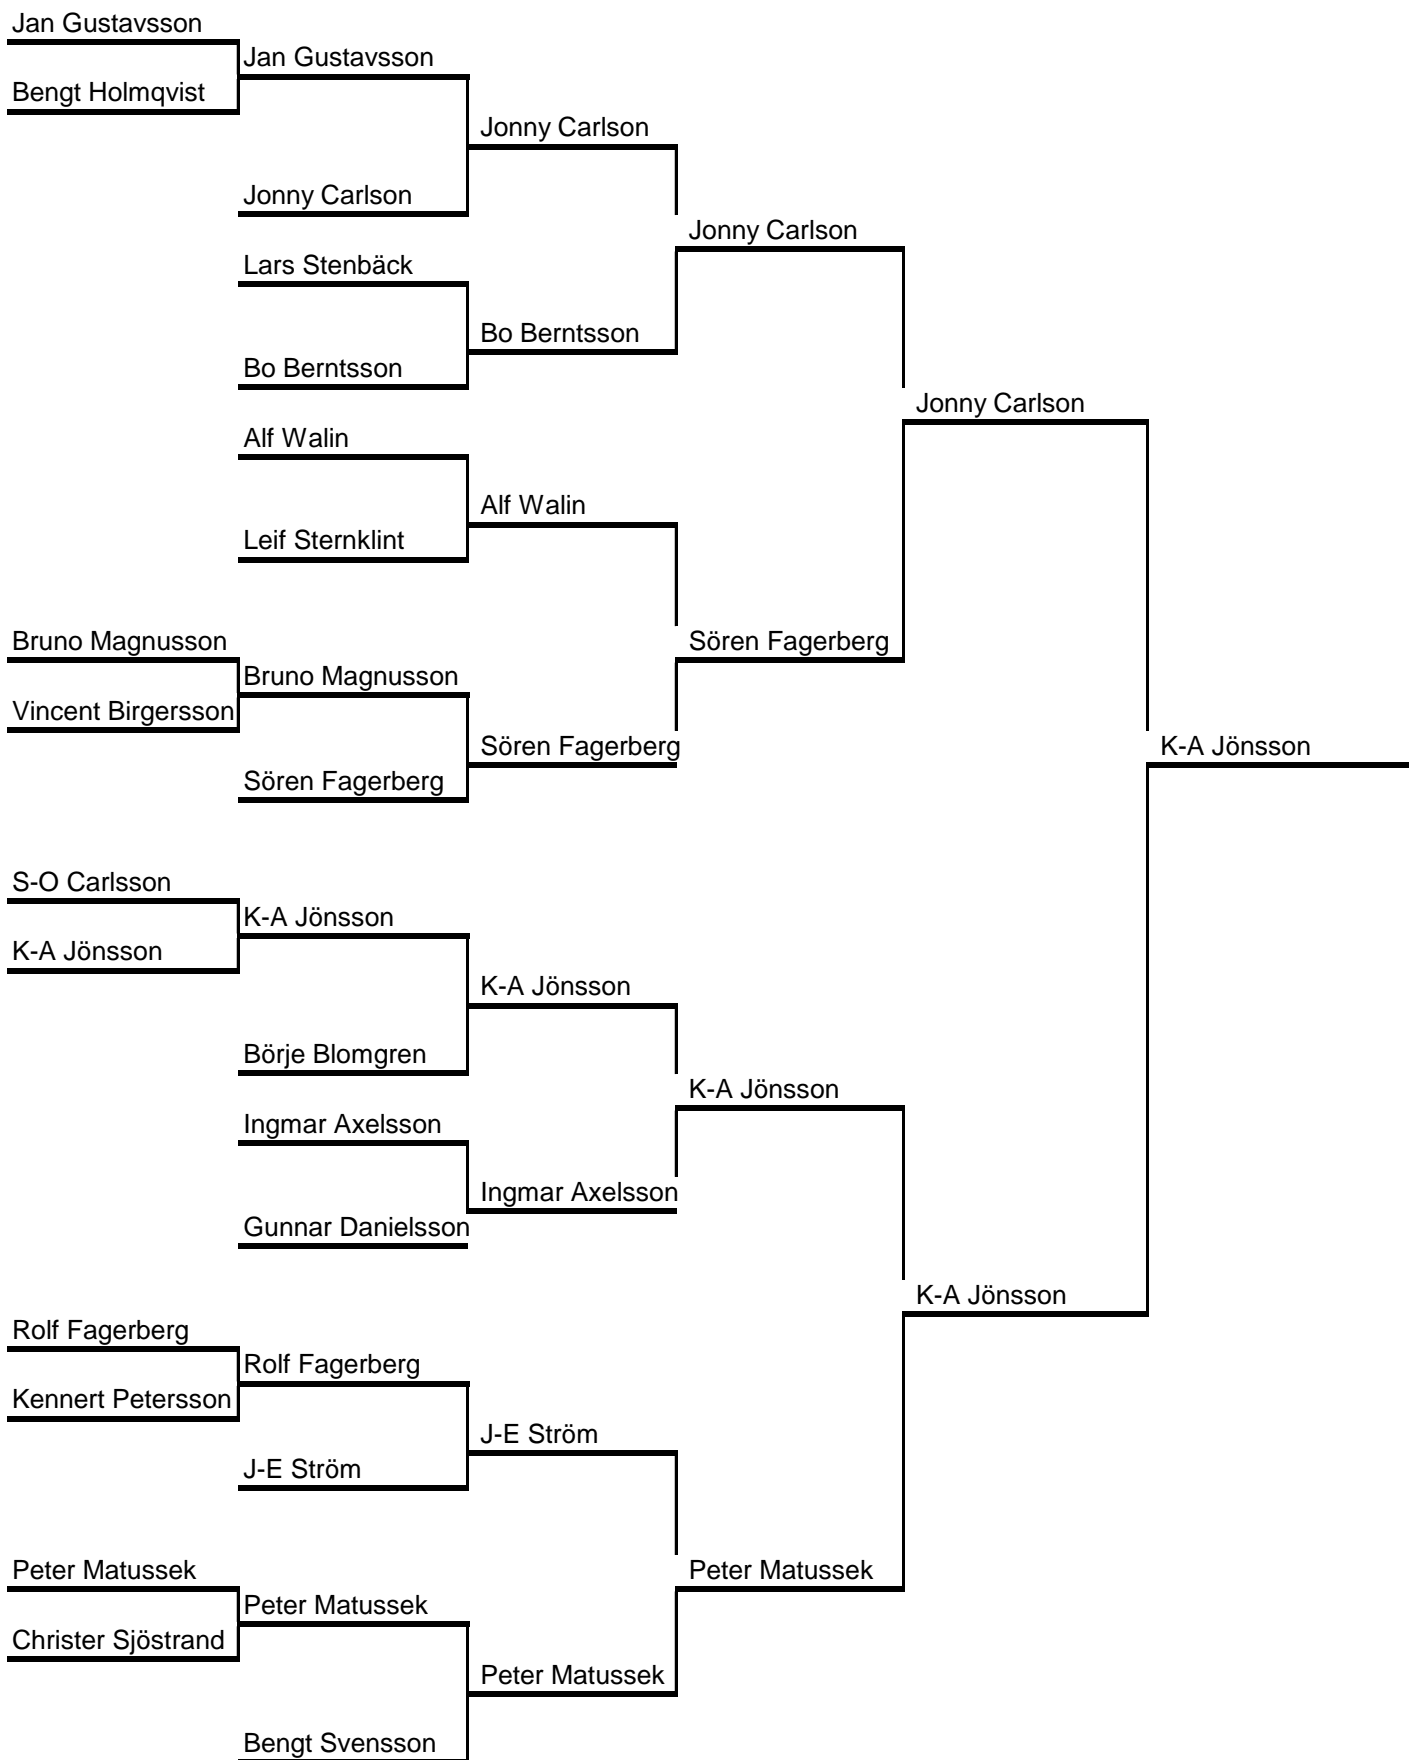 Jan Gustavsson
Jan Gustavsson
Bengt Holmqvist
Jonny Carlson
Jonny Carlson
Jonny Carlson
Lars Stenbäck
Bo Berntsson
Bo Berntsson
Jonny Carlson
Alf Walin
Alf Walin
Leif Sternklint
Bruno Magnusson
Sören Fagerberg
Bruno Magnusson
Vincent Birgersson
Sören Fagerberg
K-A Jönsson
Sören Fagerberg
S-O Carlsson
K-A Jönsson
K-A Jönsson
K-A Jönsson
Börje Blomgren
K-A Jönsson
Ingmar Axelsson
Ingmar Axelsson
Gunnar Danielsson
K-A Jönsson
Rolf Fagerberg
Rolf Fagerberg
Kennert Petersson
J-E Ström
J-E Ström
Peter Matussek
Peter Matussek
Peter Matussek
Christer Sjöstrand
Peter Matussek
Bengt Svensson